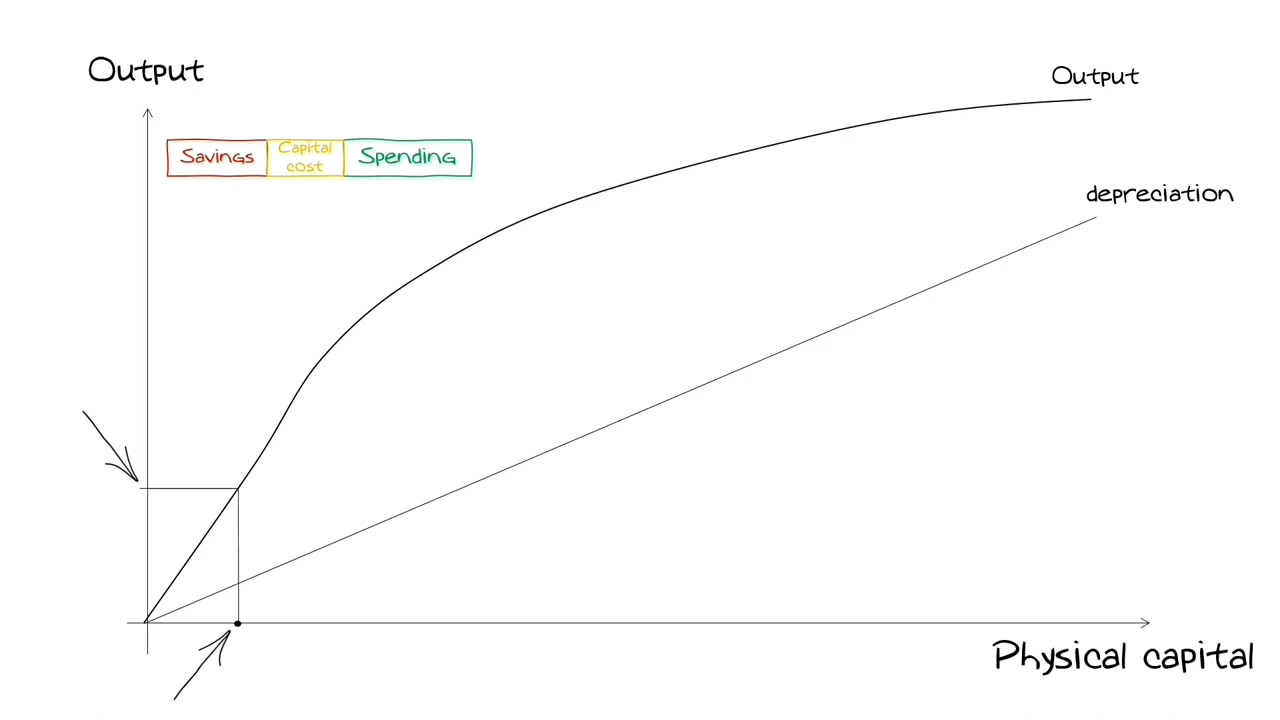 Output
Output
Savings
Capital
cost
Spending
depreciation
Physical capital